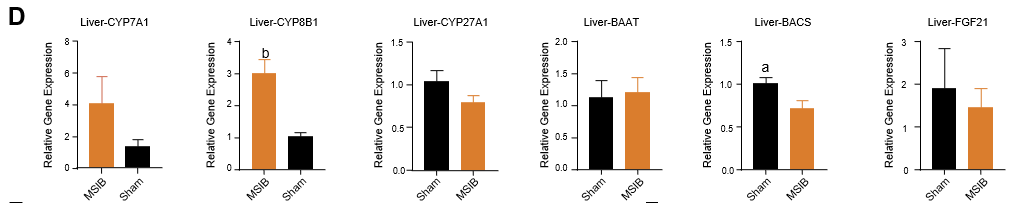 D
Liver-CYP7A1
Relative Gene Expression
8
6
4
2
0
MSIB
Sham
Liver-CYP8B1
Relative Gene Expression
4
3
2
1
0
b
MSIB
Sham
Liver-CYP27A1
Relative Gene Expression
1.5
1.0
0.5
0.0
Sham
MSIB
Liver-BAAT
Relative Gene Expression
2.0
1.5
1.0
0.5
0.0
Sham
MSIB
Liver-BACS
Relative Gene Expression
1.5
1.0
0.5
0
a
Sham
MSIB
Liver-FGF21
Relative Gene Expression
3
2
1
0
Sham
MSIB